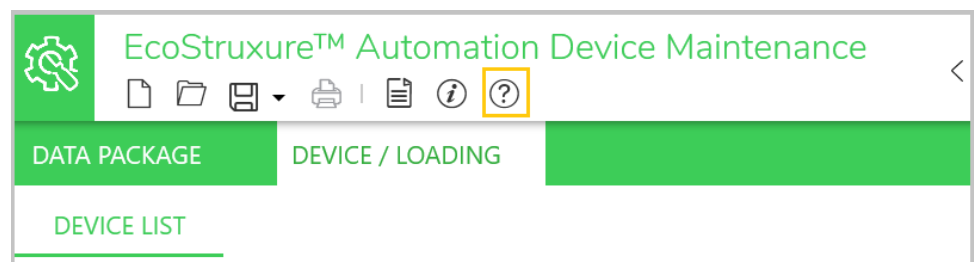 EcoStruxure™ Automation Device Maintenance
DATA PACKAGE
DEVICE / LOADING
DEVICE LIST